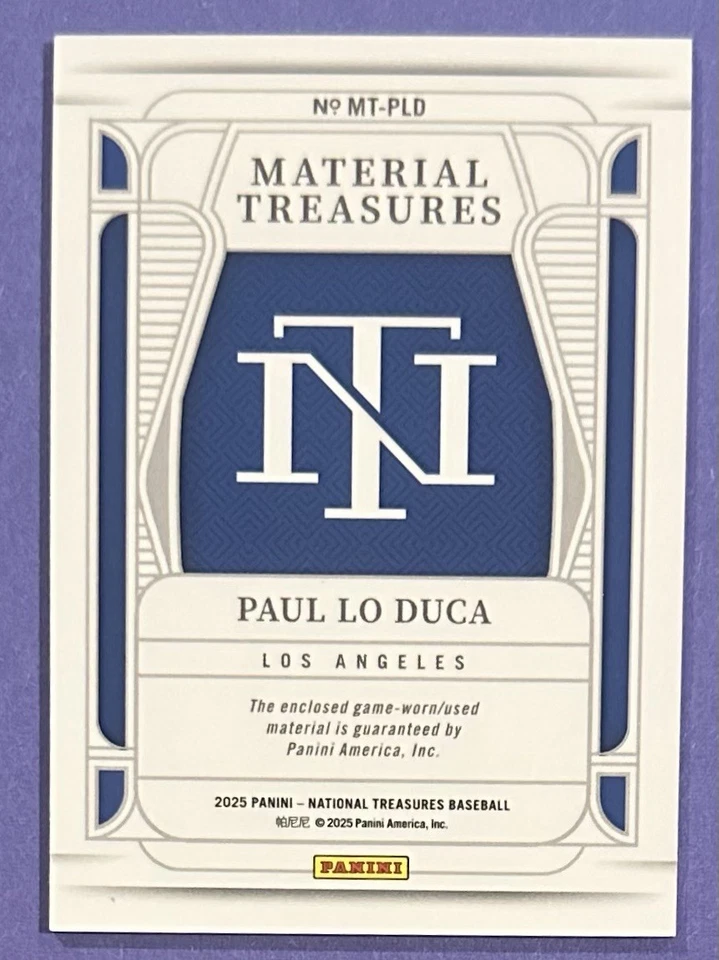 Nº MT-PLD
MATERIAL
TREASURES
NT
PAUL LO DUCA
LOS ANGELES
The enclosed game-worn/used
material is guaranteed by
Panini America, Inc.
2025 PANINI – NATIONAL TREASURES BASEBALL
帕尼尼 © 2025 Panini America, Inc.
PANINI